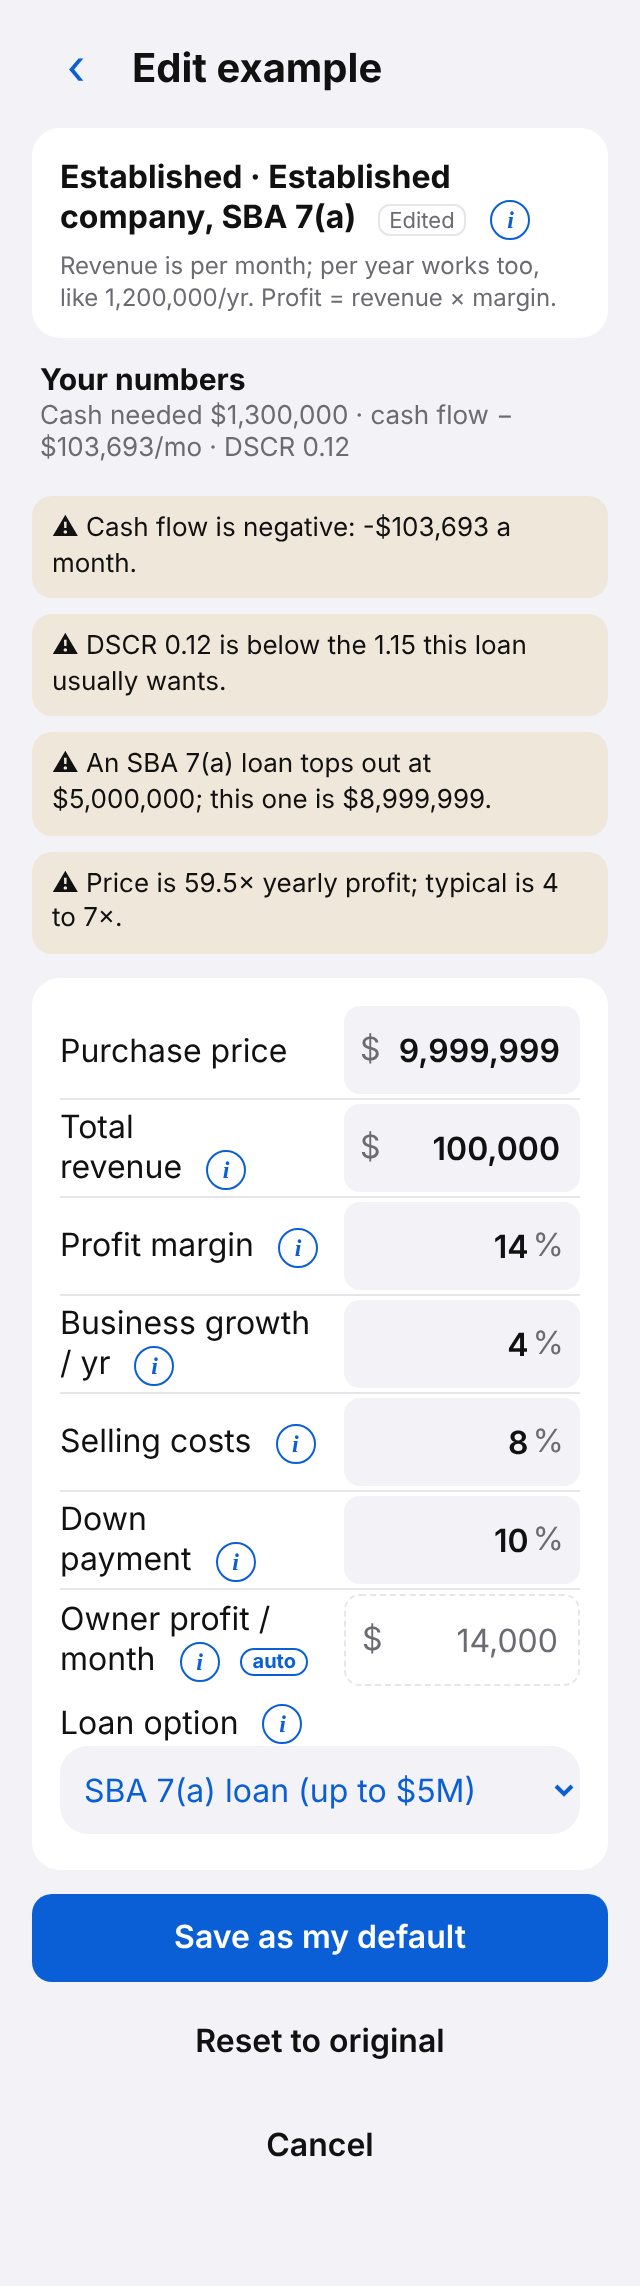 ‹ Edit example
Established · Established
company, SBA 7(a) Edited i
Revenue is per month; per year works too,
like 1,200,000/yr. Profit = revenue × margin.
Your numbers
Cash needed $1,300,000 · cash flow −
$103,693/mo · DSCR 0.12
⚠ Cash flow is negative: -$103,693 a
month.
⚠ DSCR 0.12 is below the 1.15 this loan
usually wants.
⚠ An SBA 7(a) loan tops out at
$5,000,000; this one is $8,999,999.
⚠ Price is 59.5× yearly profit; typical is 4
to 7×.
Purchase price $ 9,999,999
Total
revenue i $ 100,000
Profit margin i 14 %
Business growth
/ yr i 4 %
Selling costs i 8 %
Down
payment i 10 %
Owner profit /
month i auto $ 14,000
Loan option i
SBA 7(a) loan (up to $5M)
Save as my default
Reset to original
Cancel